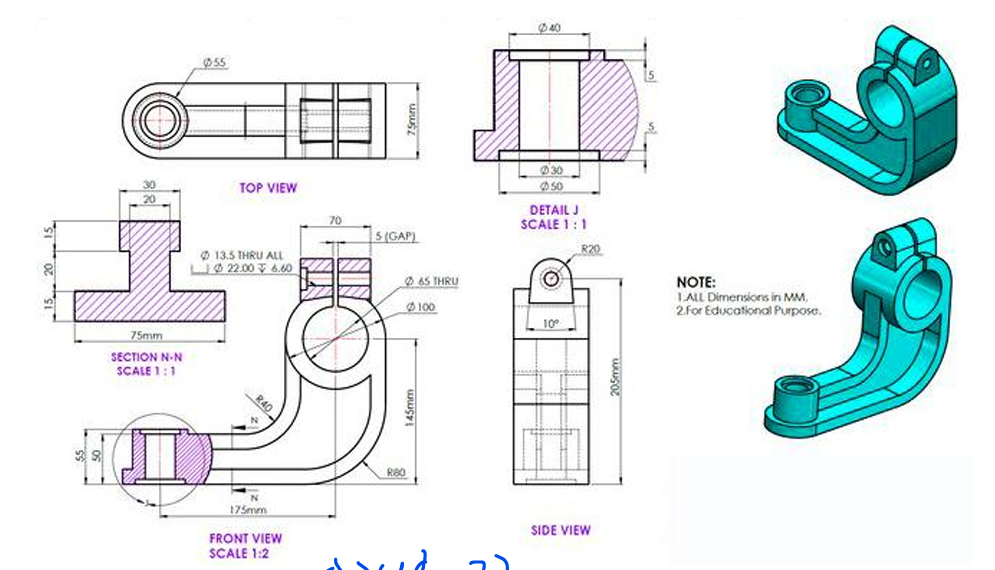 Ø55
75mm
TOP VIEW
Ø40
5
5
Ø30
Ø50
DETAIL J
SCALE 1 : 1
30
20
15
20
15
75mm
SECTION N-N
SCALE 1 : 1
70
5 (GAP)
Ø 13.5 THRU ALL
⌴ Ø 22.00 ↧ 6.60
Ø 65 THRU
Ø100
R40
N
N
R80
145mm
55
50
J
175mm
FRONT VIEW
SCALE 1:2
R20
10°
205mm
SIDE VIEW
NOTE:
1.ALL Dimensions in MM.
2.For Educational Purpose.